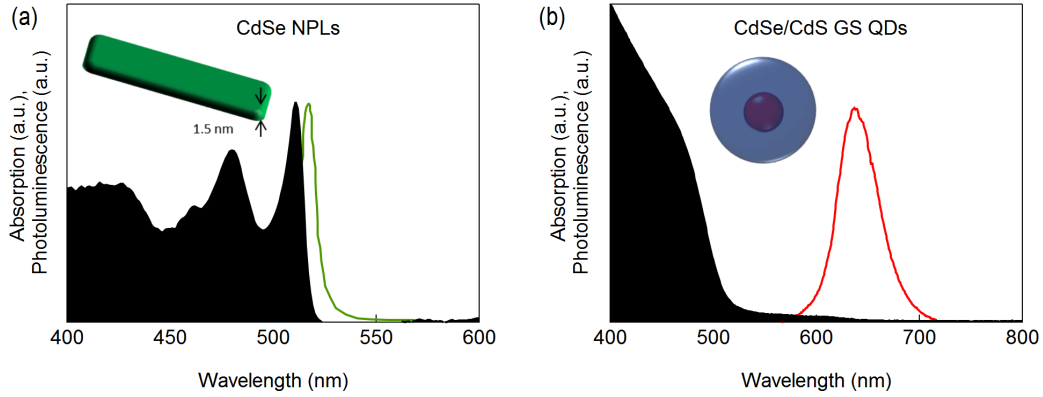 (a)
CdSe NPLs
1.5 nm
Absorption (a.u.),
Photoluminescence (a.u.)
400 450 500 550 600
Wavelength (nm)
(b)
CdSe/CdS GS QDs
Absorption (a.u.),
Photoluminescence (a.u.)
400 500 600 700 800
Wavelength (nm)